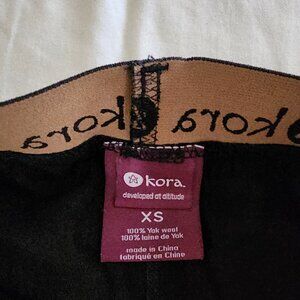 kora kora
kora.
developed at altitude
XS
100% Yak wool
100% laine de Yak
made in China
fabriqué en Chine